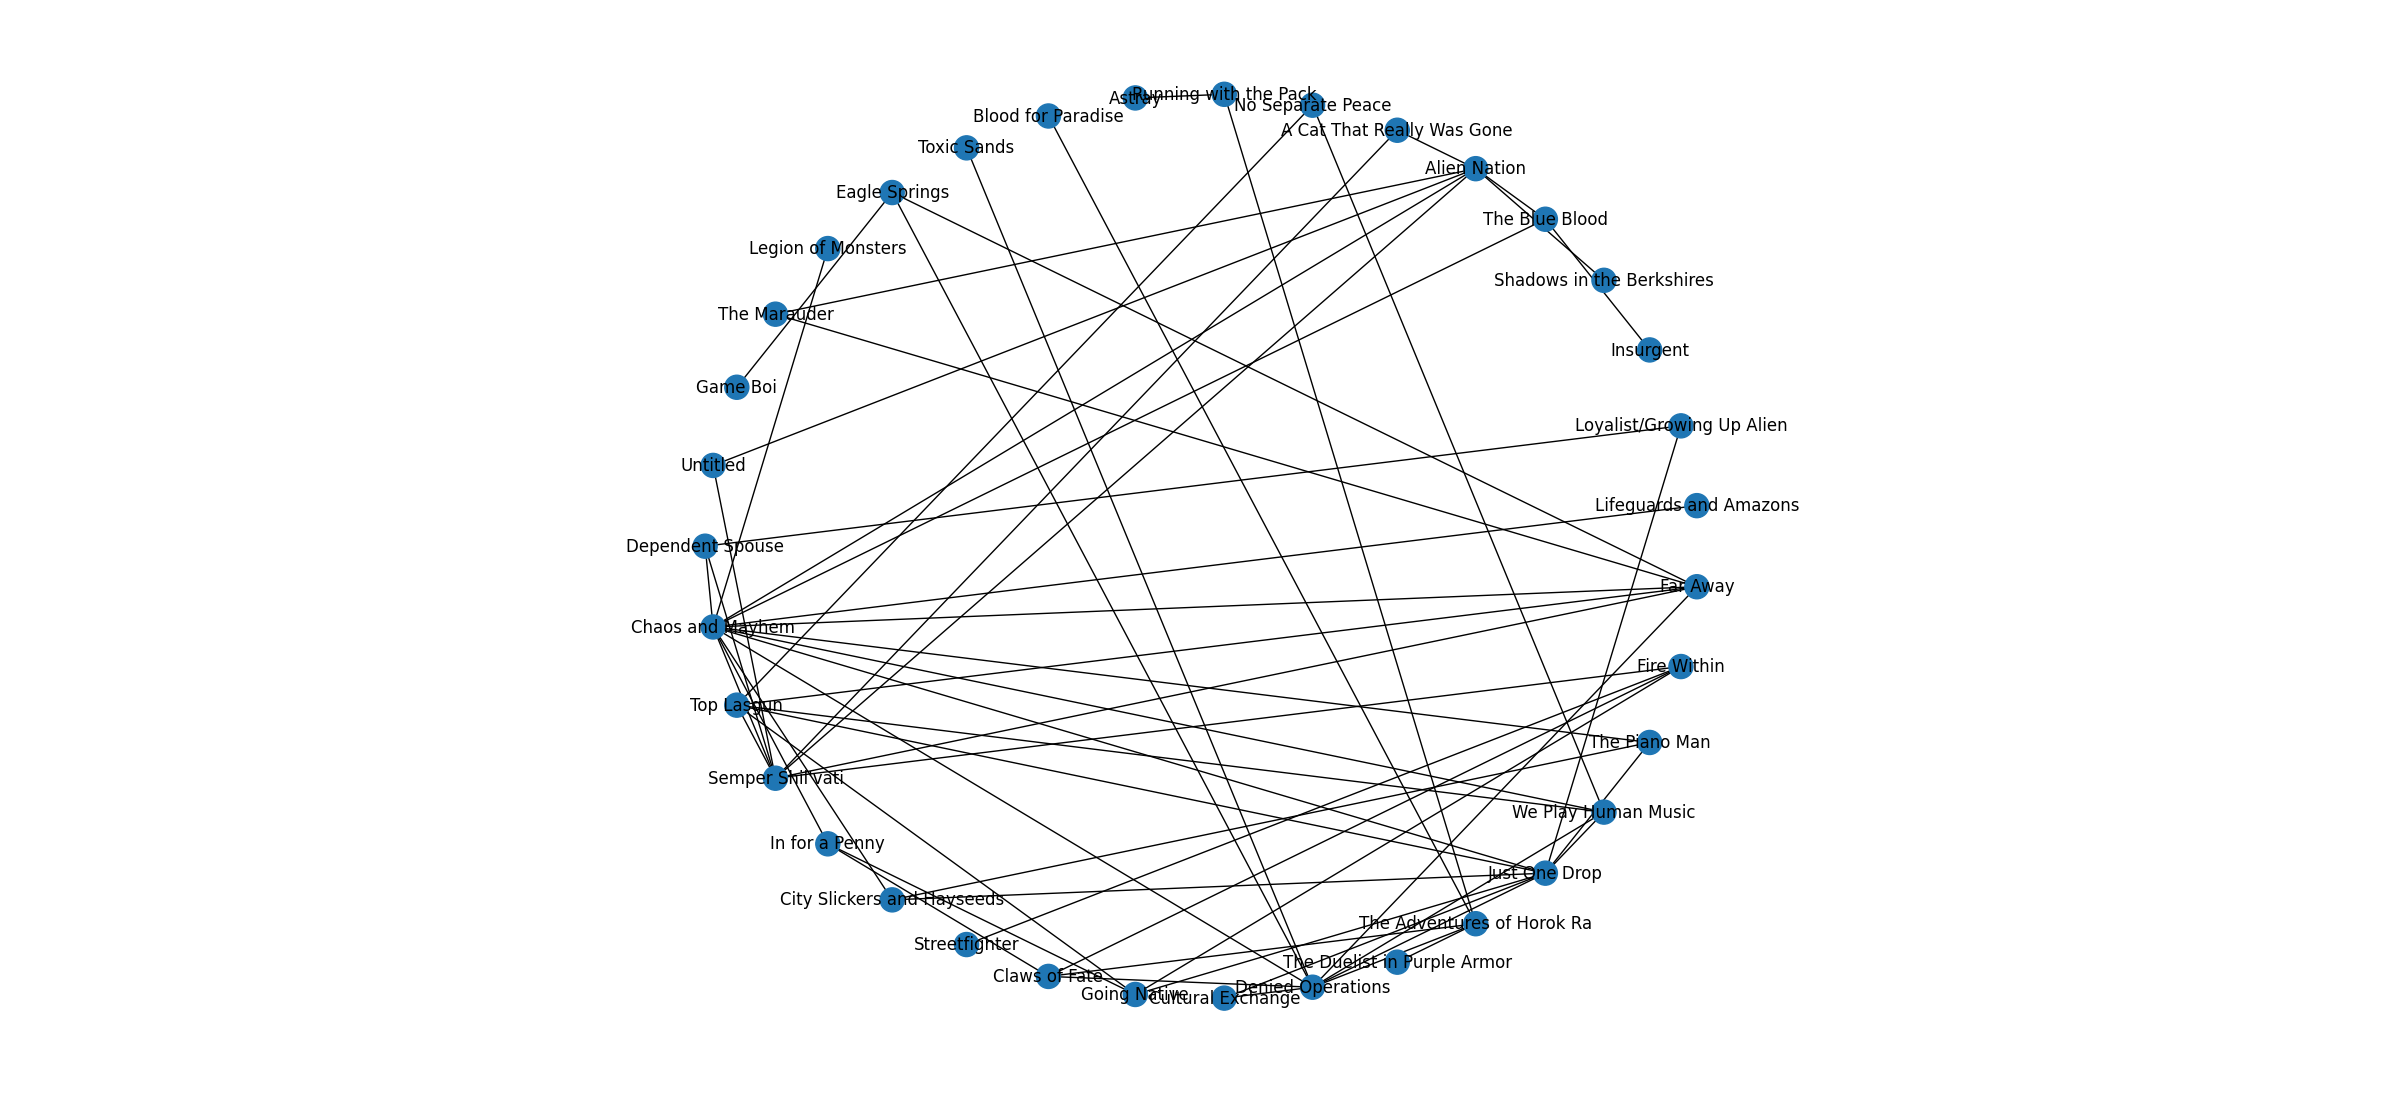 Running with the Pack
Astray
No Separate Peace
Blood for Paradise
A Cat That Really Was Gone
Toxic Sands
Alien Nation
Eagle Springs
The Blue Blood
Legion of Monsters
Shadows in the Berkshires
The Marauder
Insurgent
Game Boi
Loyalist/Growing Up Alien
Untitled
Lifeguards and Amazons
Dependent Spouse
Far Away
Chaos and Mayhem
Fire Within
Top Lasgun
The Piano Man
Semper Shil'vati
We Play Human Music
In for a Penny
Just One Drop
City Slickers and Hayseeds
The Adventures of Horok Ra
Streetfighter
The Duelist in Purple Armor
Claws of Fate
Denied Operations
Going Native
Cultural Exchange